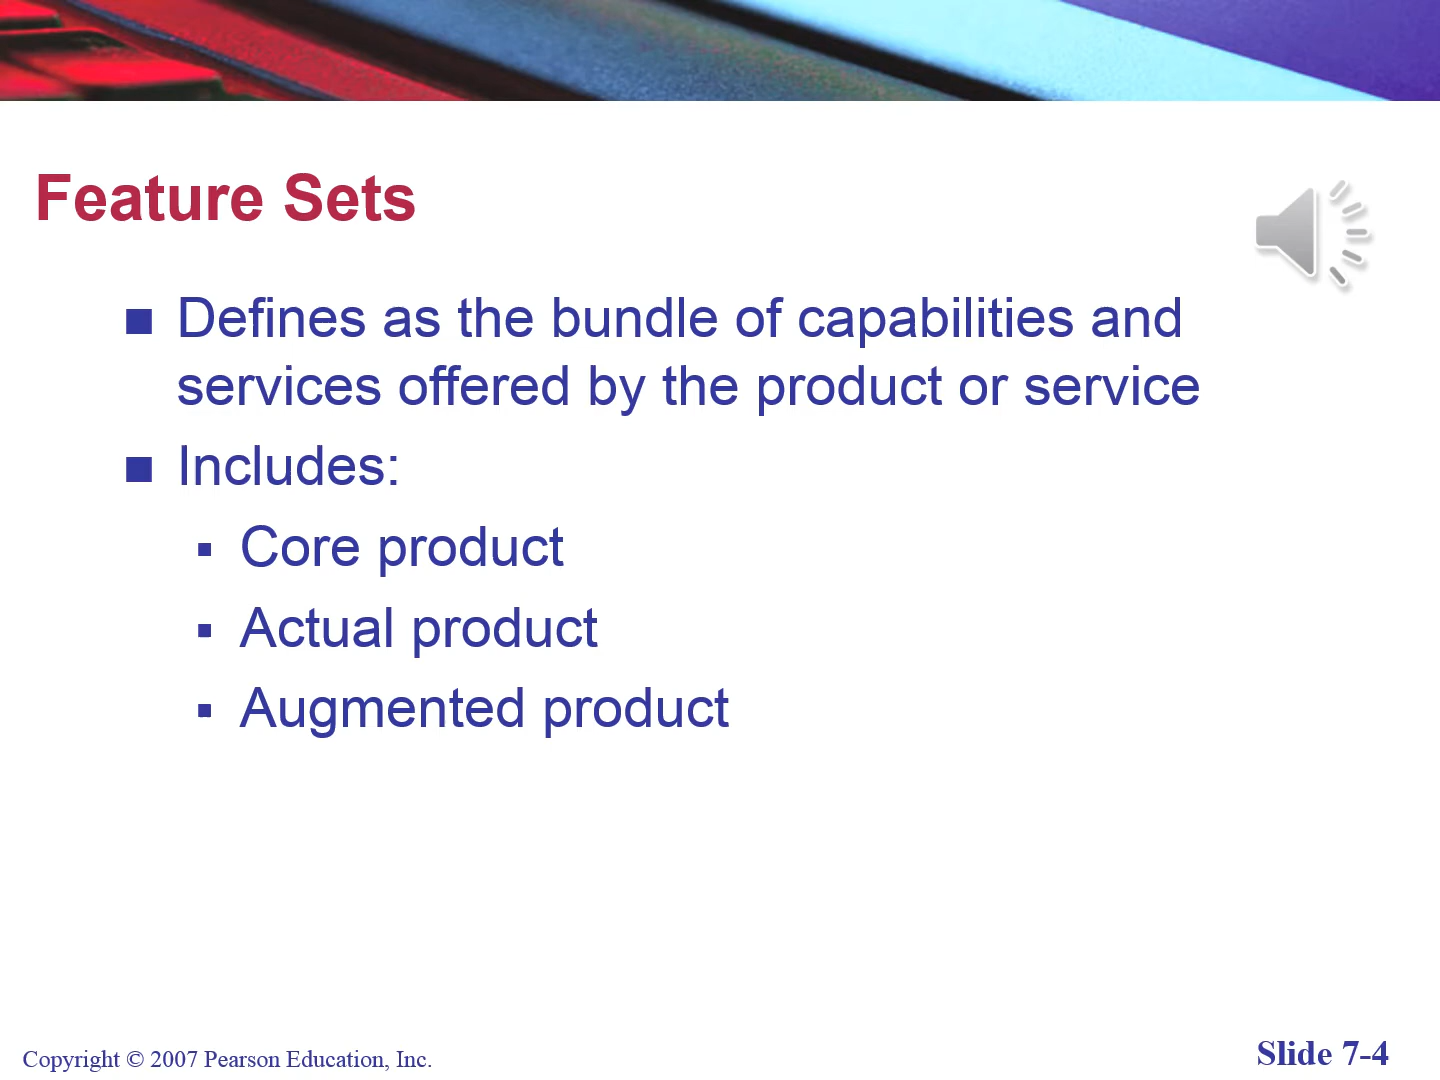 Feature Sets
Defines as the bundle of capabilities and
services offered by the product or service
Includes:
Core product
Actual product
Augmented product
Copyright © 2007 Pearson Education, Inc.
Slide 7-4